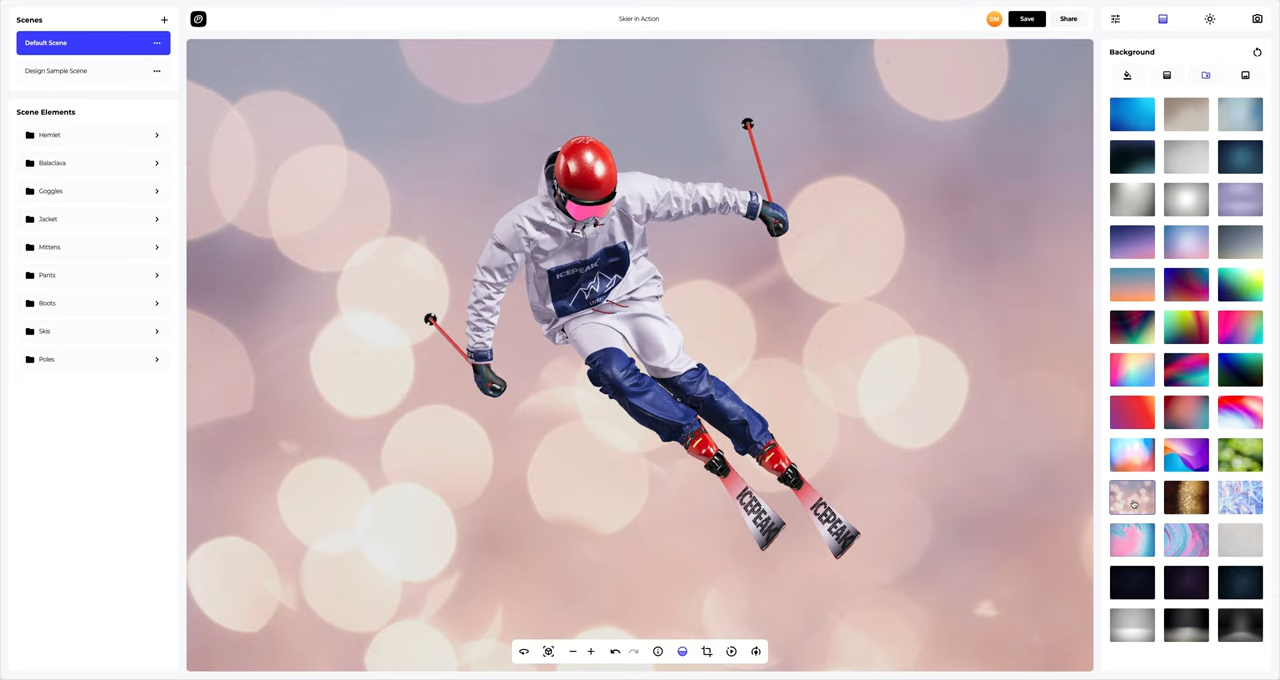 Scenes
Default Scene
Design Sample Scene
Scene Elements
Hemlet
Balaclava
Goggles
Jacket
Mittens
Pants
Boots
Skis
Poles
Skier in Action
DM
Save
Share
ICEPEAK
ICEPEAK
ICEPEAK
Background